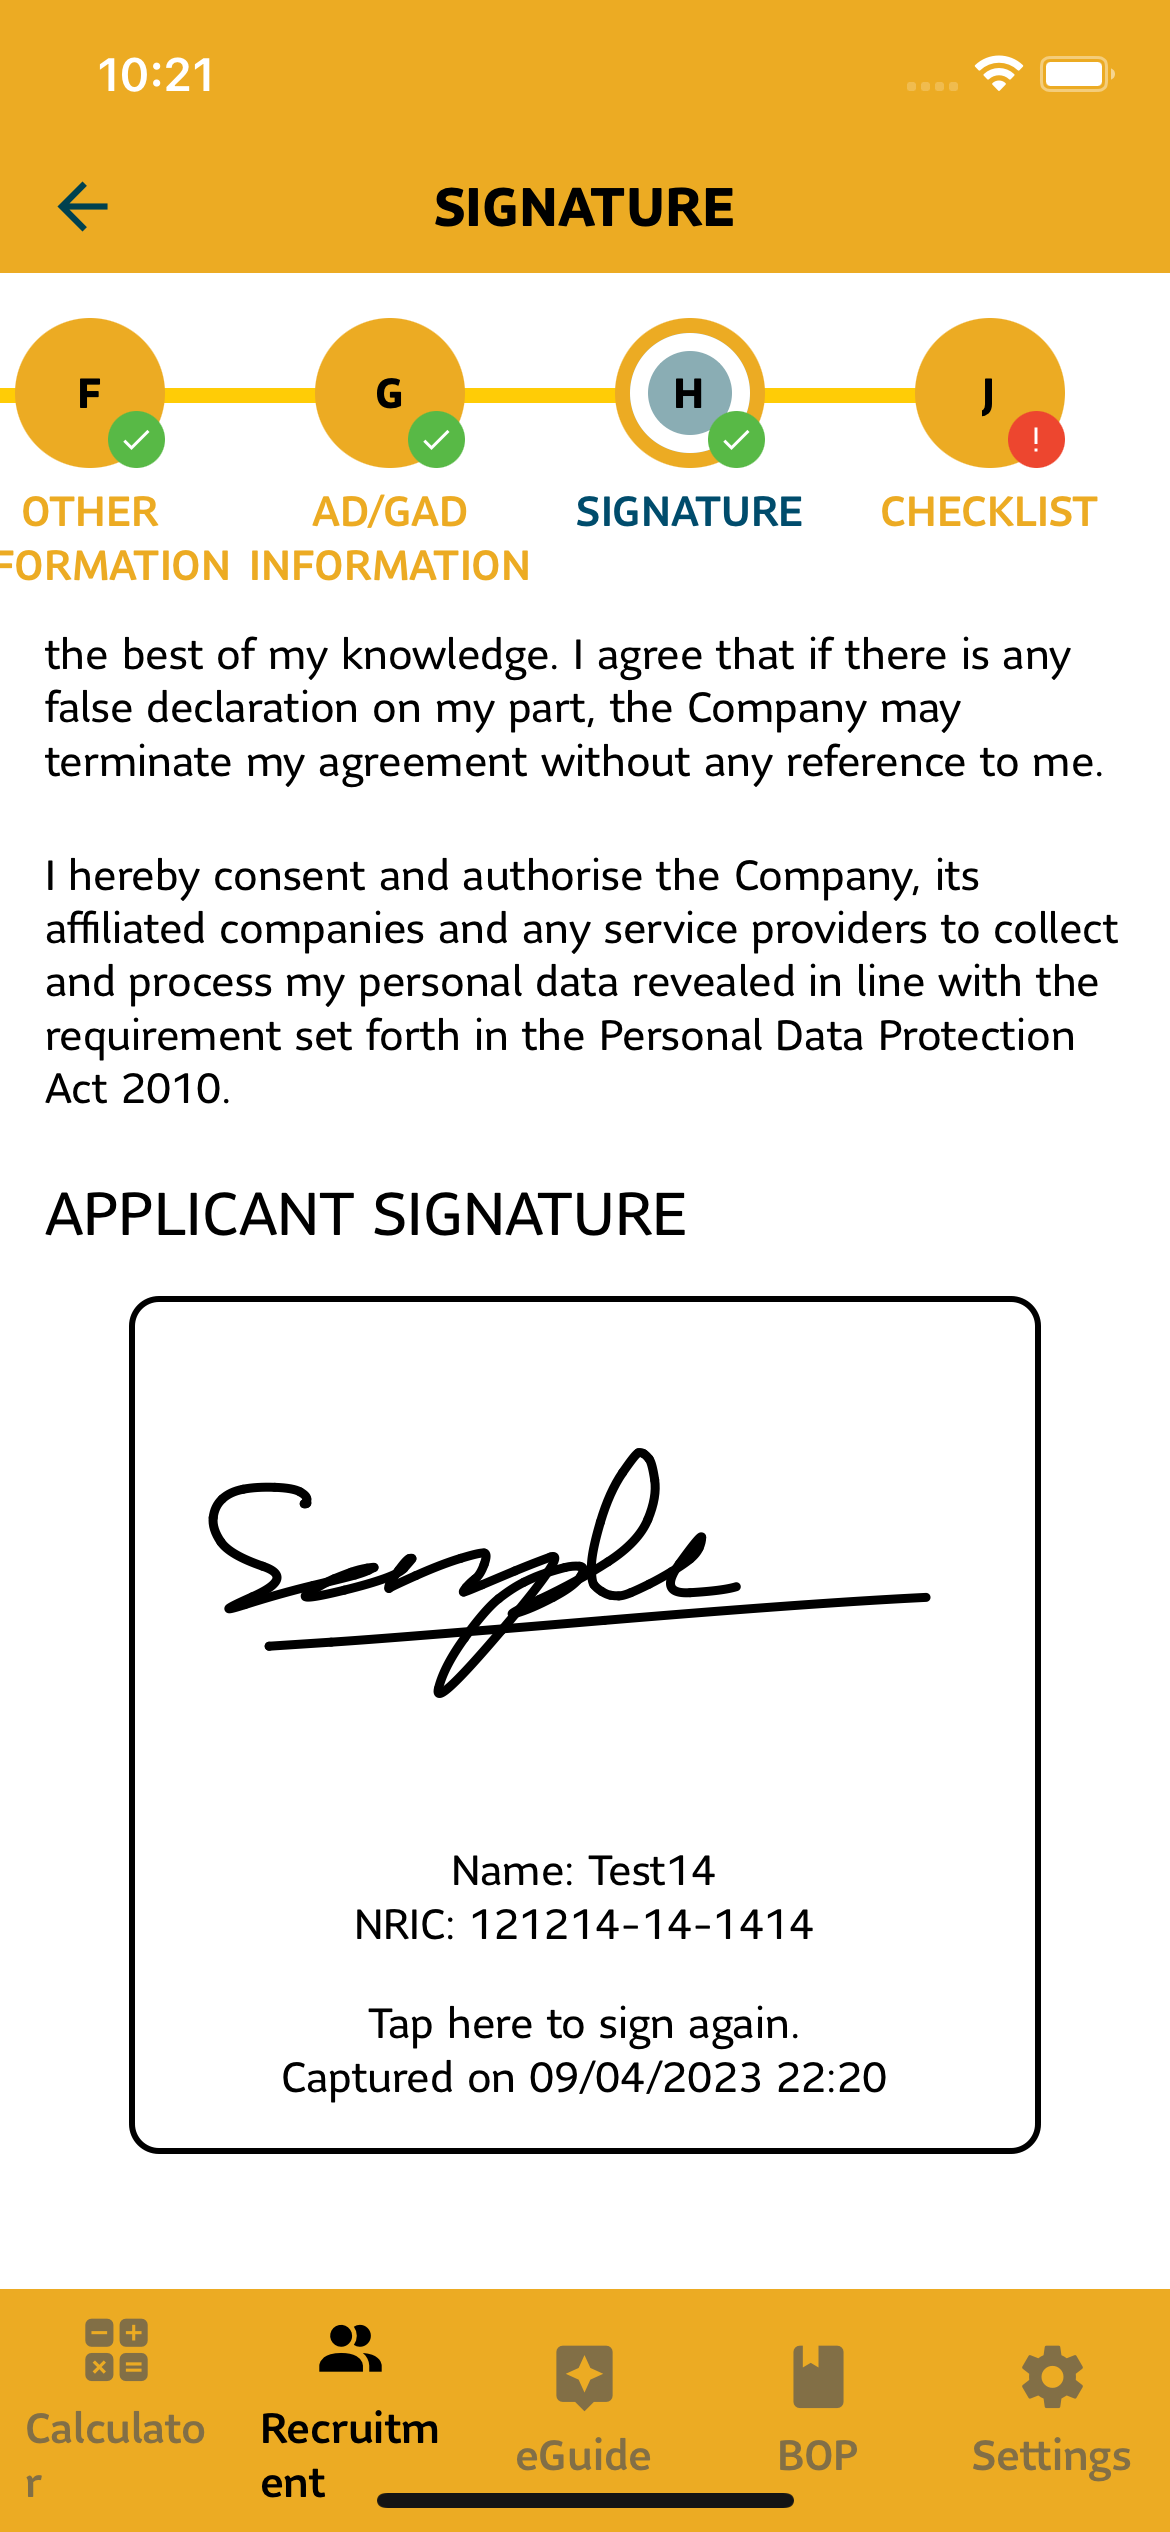 10:21
SIGNATURE
F
G
H
J
!
OTHER
FORMATION
AD/GAD
INFORMATION
SIGNATURE
CHECKLIST
the best of my knowledge. I agree that if there is any
false declaration on my part, the Company may
terminate my agreement without any reference to me.
I hereby consent and authorise the Company, its
affiliated companies and any service providers to collect
and process my personal data revealed in line with the
requirement set forth in the Personal Data Protection
Act 2010.
APPLICANT SIGNATURE
Sample
Name: Test14
NRIC: 121214-14-1414
Tap here to sign again.
Captured on 09/04/2023 22:20
Calculato
r
Recruitm
ent
eGuide
BOP
Settings